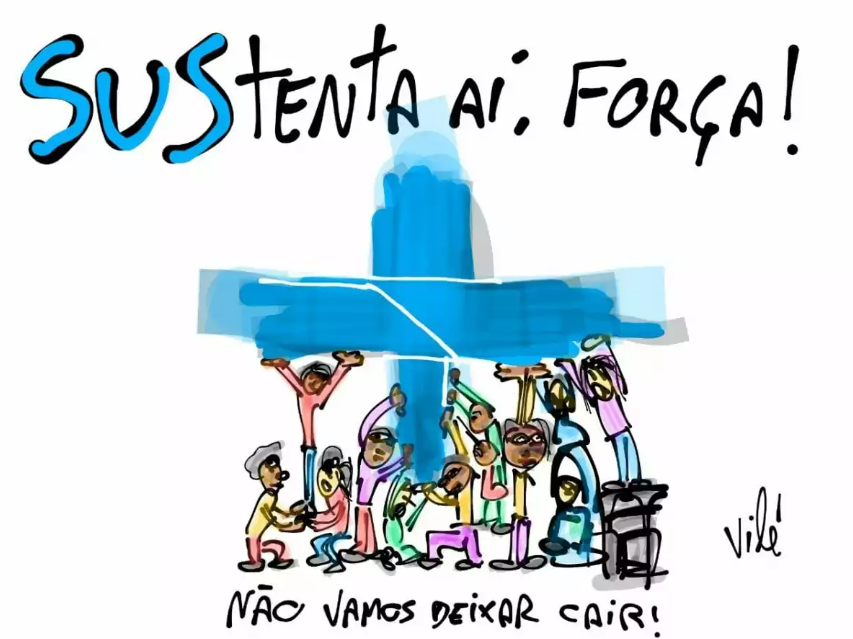 SUStenta aí, FORÇA!
NÃO VAMOS DEIXAR CAIR!
Vilé